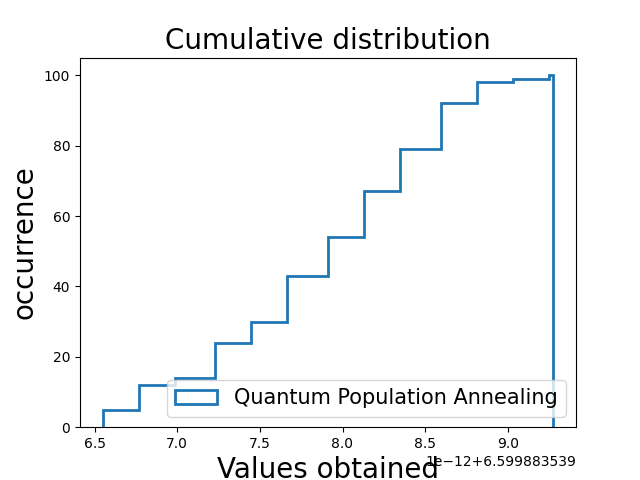 Cumulative distribution
occurrence
100
80
60
40
20
0
Quantum Population Annealing
6.5 7.0 7.5 8.0 8.5 9.0
1e−12+6.599883539
Values obtained